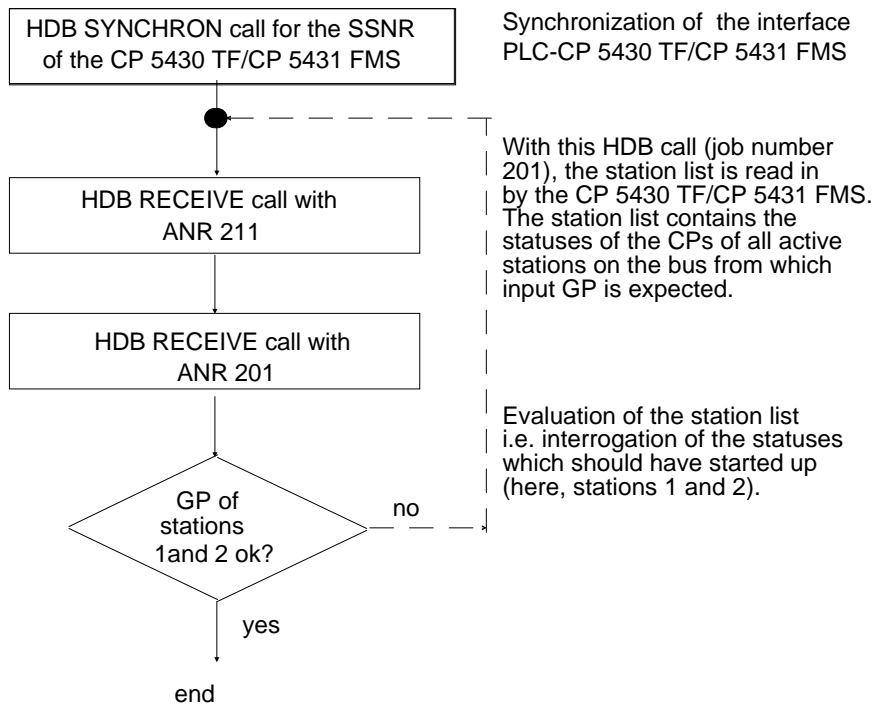 HDB SYNCHRON call for the SSNR
of the CP 5430 TF/CP 5431 FMS
Synchronization of the interface
PLC-CP 5430 TF/CP 5431 FMS
With this HDB call (job number
201), the station list is read in
by the CP 5430 TF/CP 5431 FMS.
The station list contains the
statuses of the CPs of all active
stations on the bus from which
input GP is expected.
HDB RECEIVE call with
ANR 211
HDB RECEIVE call with
ANR 201
Evaluation of the station list
i.e. interrogation of the statuses
which should have started up
(here, stations 1 and 2).
GP of
stations
1and 2 ok?
no
yes
end